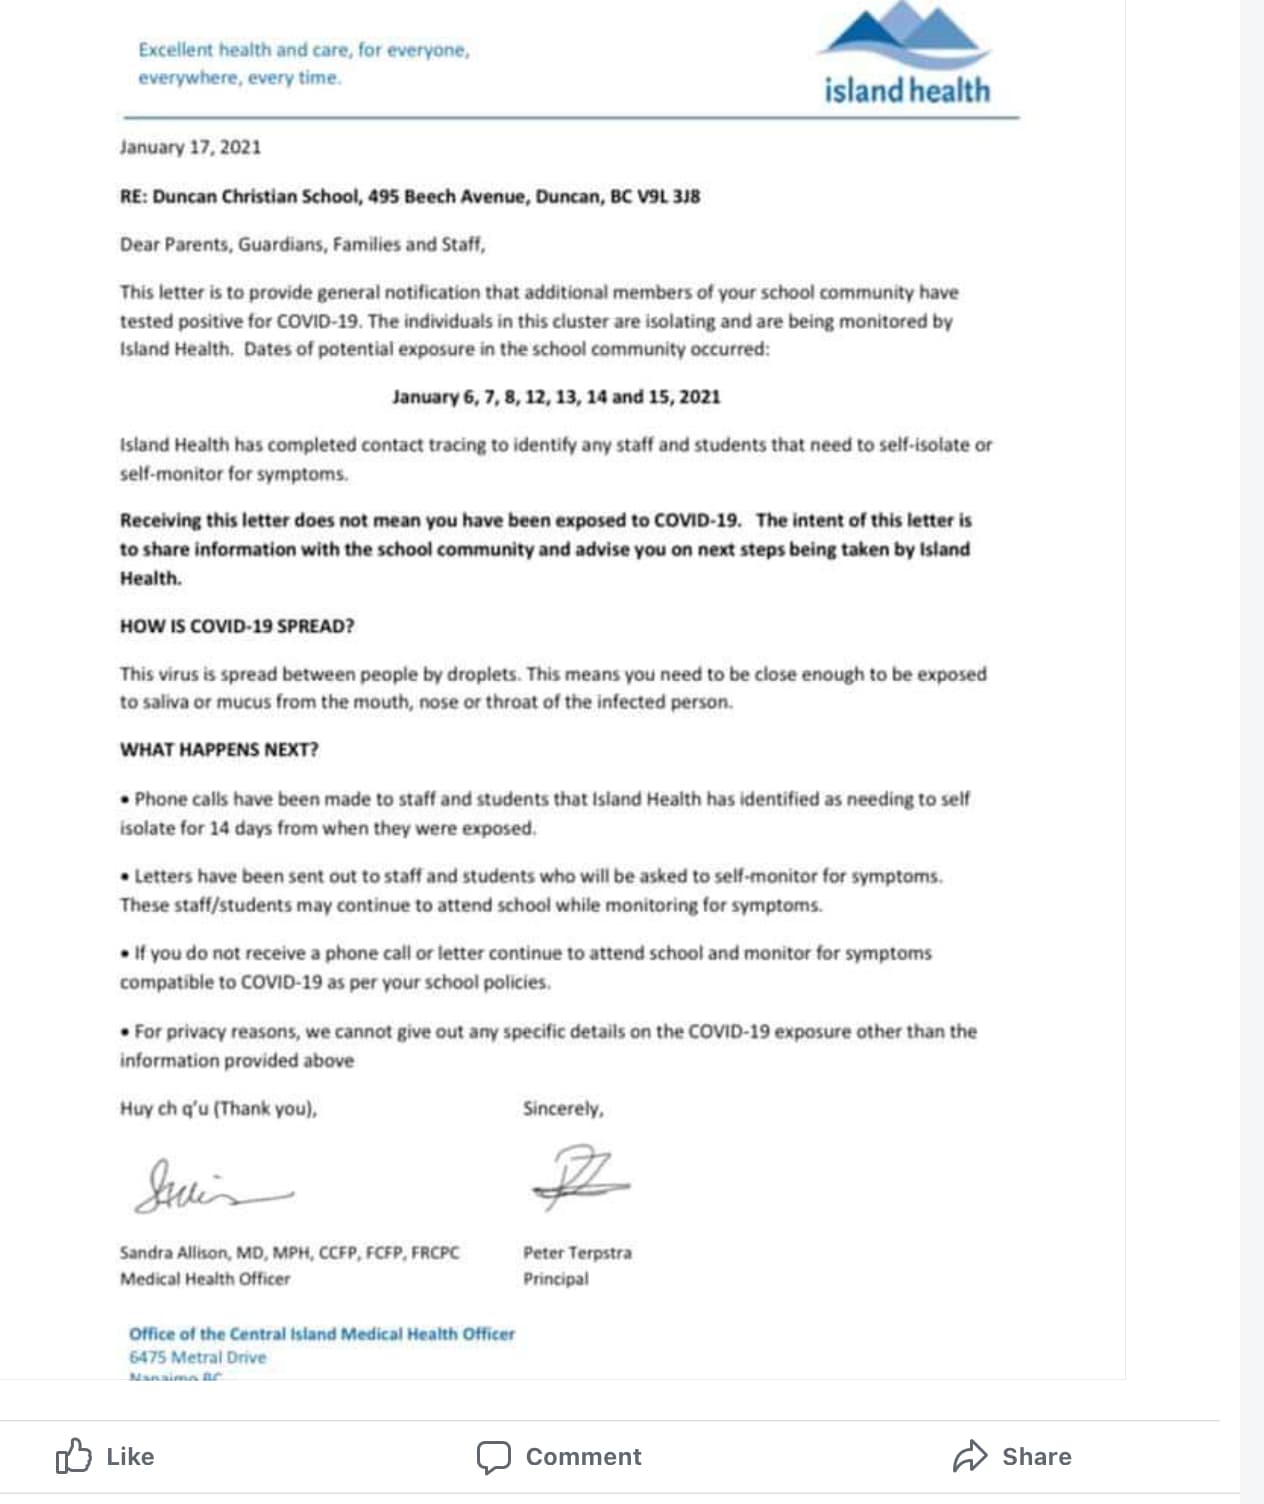 Excellent health and care, for everyone,
everywhere, every time.
island health
January 17, 2021
RE: Duncan Christian School, 495 Beech Avenue, Duncan, BC V9L 3J8
Dear Parents, Guardians, Families and Staff,
This letter is to provide general notification that additional members of your school community have
tested positive for COVID-19. The individuals in this cluster are isolating and are being monitored by
Island Health.  Dates of potential exposure in the school community occurred:
January 6, 7, 8, 12, 13, 14 and 15, 2021
Island Health has completed contact tracing to identify any staff and students that need to self-isolate or
self-monitor for symptoms.
Receiving this letter does not mean you have been exposed to COVID-19.  The intent of this letter is
to share information with the school community and advise you on next steps being taken by Island
Health.
HOW IS COVID-19 SPREAD?
This virus is spread between people by droplets. This means you need to be close enough to be exposed
to saliva or mucus from the mouth, nose or throat of the infected person.
WHAT HAPPENS NEXT?
• Phone calls have been made to staff and students that Island Health has identified as needing to self
isolate for 14 days from when they were exposed.
• Letters have been sent out to staff and students who will be asked to self-monitor for symptoms.
These staff/students may continue to attend school while monitoring for symptoms.
• If you do not receive a phone call or letter continue to attend school and monitor for symptoms
compatible to COVID-19 as per your school policies.
• For privacy reasons, we cannot give out any specific details on the COVID-19 exposure other than the
information provided above
Huy ch q'u (Thank you),
Sincerely,
Sandra Allison, MD, MPH, CCFP, FCFP, FRCPC
Medical Health Officer
Peter Terpstra
Principal
Office of the Central Island Medical Health Officer
6475 Metral Drive
Nanaimo BC
Like
Comment
Share